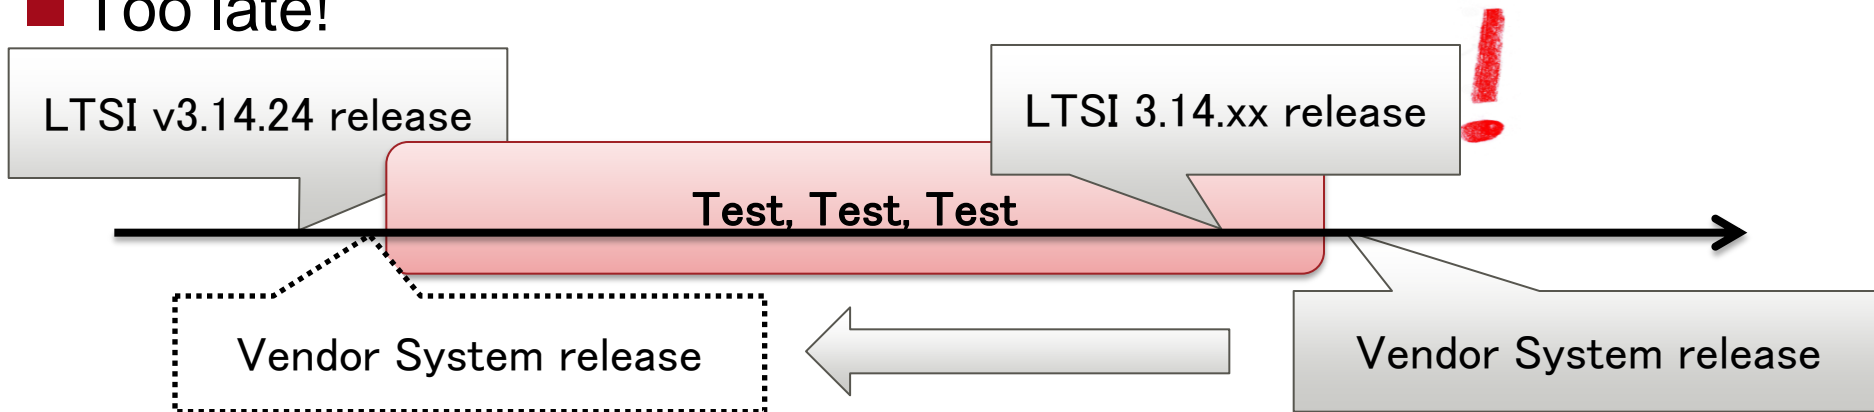 Too late!
LTSI v3.14.24 release
LTSI 3.14.xx release
Test, Test, Test
Vendor System release
Vendor System release